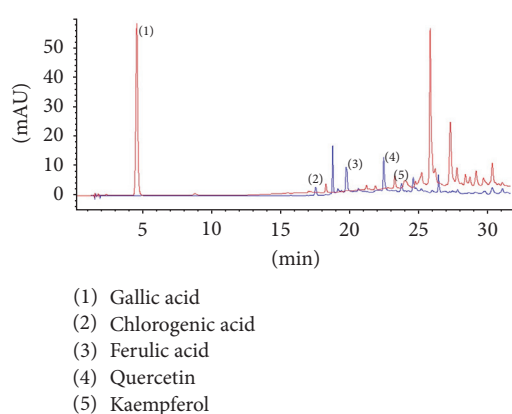 50
40
30
20
10
0
(mAU)
(1)
(2)
(3)
(4)
(5)
5 10 15 20 25 30
(min)
(1) Gallic acid
(2) Chlorogenic acid
(3) Ferulic acid
(4) Quercetin
(5) Kaempferol